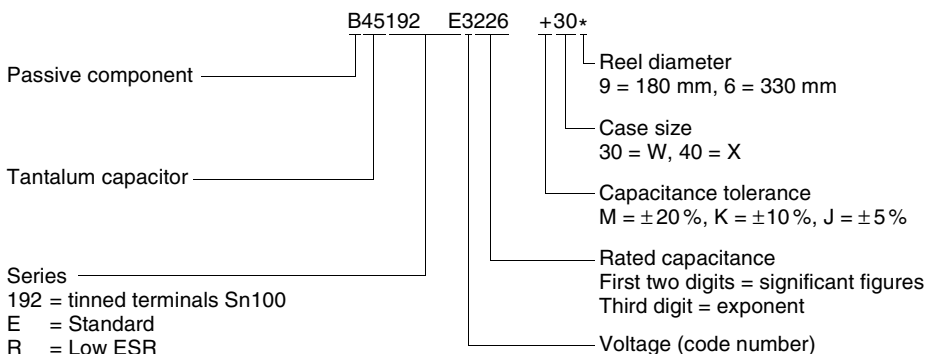 B45192 E3226 +30*
Passive component
Tantalum capacitor
Series
192 = tinned terminals Sn100
E = Standard
R = Low ESR
Reel diameter
9 = 180 mm, 6 = 330 mm
Case size
30 = W, 40 = X
Capacitance tolerance
M = ±20 %, K = ±10 %, J = ±5 %
Rated capacitance
First two digits = significant figures
Third digit = exponent
Voltage (code number)